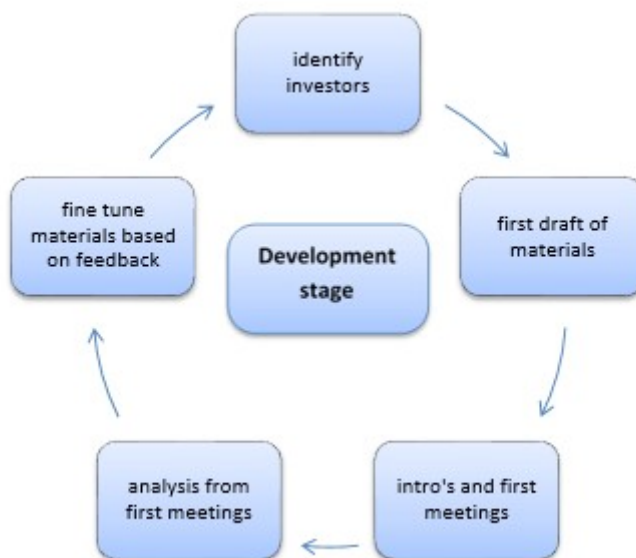 identify
investors
first draft of
materials
intro's and first
meetings
analysis from
first meetings
fine tune
materials based
on feedback
Development
stage